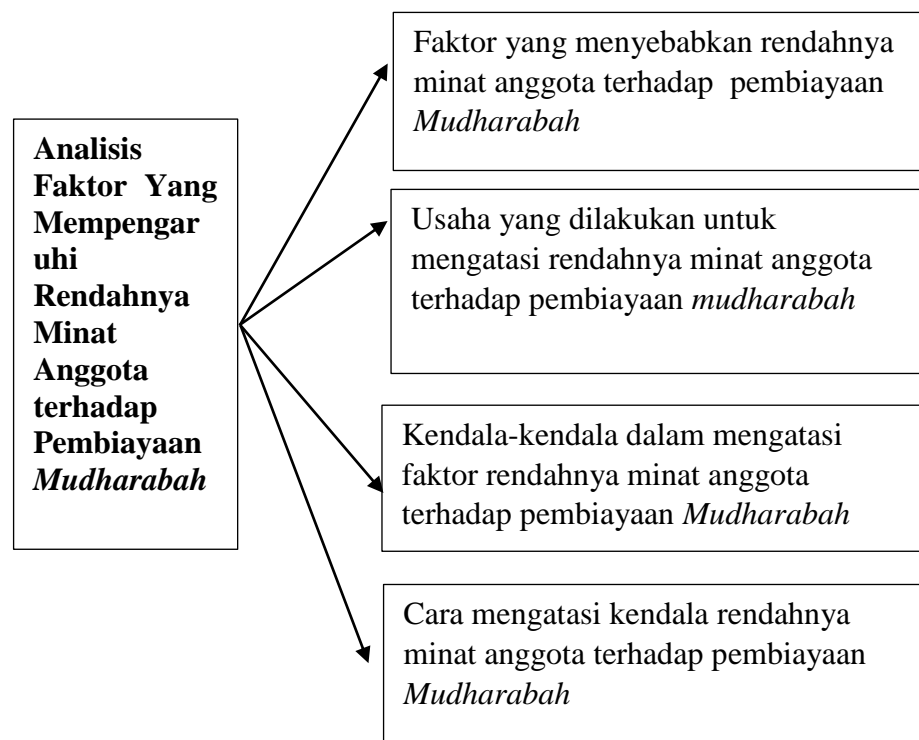 Analisis
Faktor Yang
Mempengar
uhi
Rendahnya
Minat
Anggota
terhadap
Pembiayaan
Mudharabah
Faktor yang menyebabkan rendahnya
minat anggota terhadap pembiayaan
Mudharabah
Usaha yang dilakukan untuk
mengatasi rendahnya minat anggota
terhadap pembiayaan mudharabah
Kendala-kendala dalam mengatasi
faktor rendahnya minat anggota
terhadap pembiayaan Mudharabah
Cara mengatasi kendala rendahnya
minat anggota terhadap pembiayaan
Mudharabah